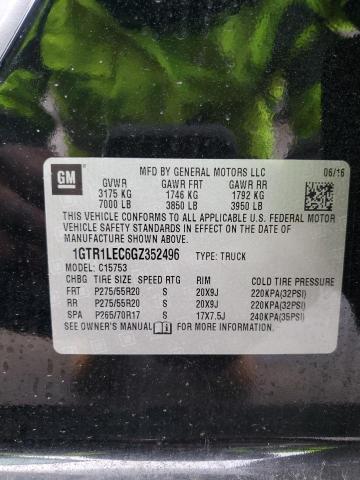 GM
MFD BY GENERAL MOTORS LLC 06/16
GVWR GAWR FRT GAWR RR
3175 KG 1746 KG 1792 KG
7000 LB 3850 LB 3950 LB
THIS VEHICLE CONFORMS TO ALL APPLICABLE U.S. FEDERAL MOTOR
VEHICLE SAFETY STANDARDS IN EFFECT ON THE DATE OF
MANUFACTURE SHOWN ABOVE.
1GTR1LEC6GZ352496 TYPE: TRUCK
MODEL: C15753
CHBG TIRE SIZE SPEED RTG RIM COLD TIRE PRESSURE
FRT P275/55R20 S 20X9J 220KPA(32PSI)
RR P275/55R20 S 20X9J 220KPA(32PSI)
SPA P265/70R17 S 17X7.5J 240KPA(35PSI)
SEE OWNER'S MANUAL FOR ADDITIONAL INFORMATION.